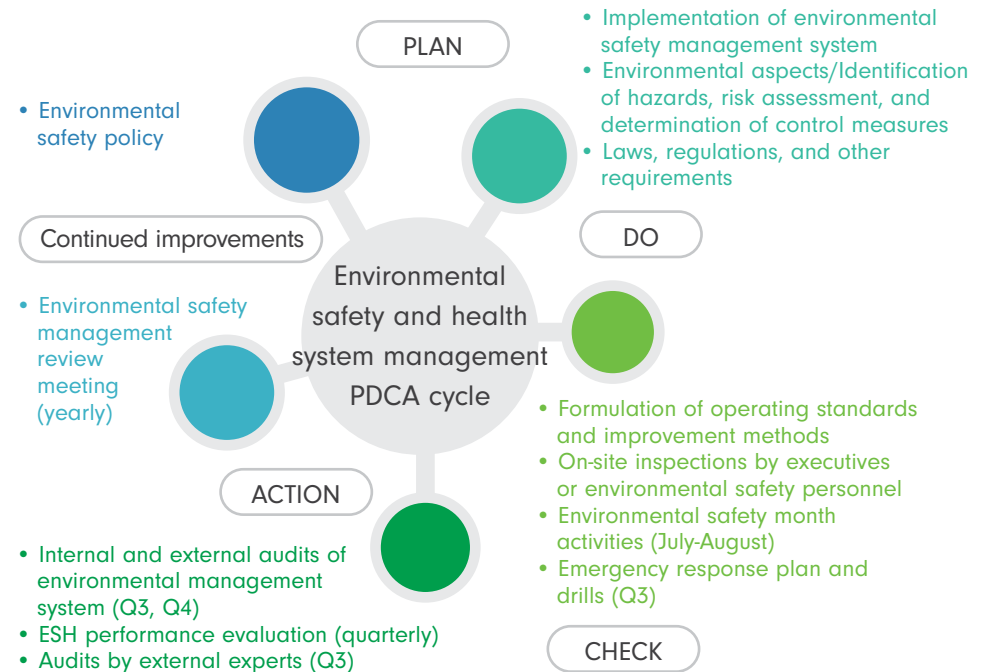 PLAN
• Implementation of environmental
safety management system
• Environmental aspects/Identification
of hazards, risk assessment, and
determination of control measures
• Laws, regulations, and other
requirements
• Environmental
safety policy
Continued improvements
DO
Environmental
safety and health
system management
PDCA cycle
• Environmental safety
management
review
meeting
(yearly)
• Formulation of operating standards
and improvement methods
• On-site inspections by executives
or environmental safety personnel
• Environmental safety month
activities (July-August)
• Emergency response plan and
drills (Q3)
ACTION
• Internal and external audits of
environmental management
system (Q3, Q4)
• ESH performance evaluation (quarterly)
• Audits by external experts (Q3)
CHECK